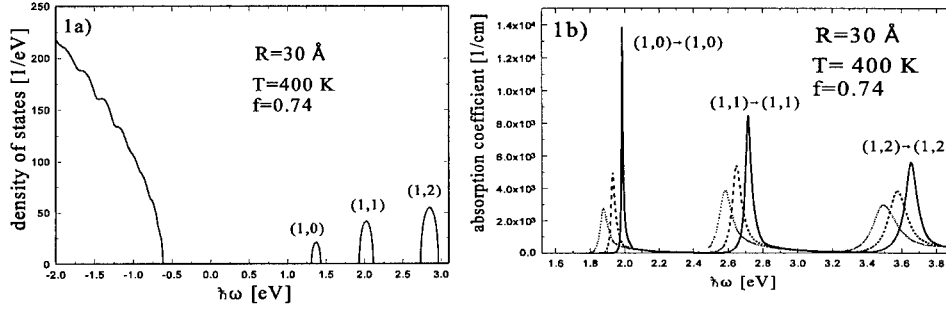 1a)
R=30 Å
T=400 K
f=0.74
(1,0)
(1,1)
(1,2)
density of states [1/eV]
250
200
150
100
50
0
-2.0 -1.5 -1.0 -0.5 0.0 0.5 1.0 1.5 2.0 2.5 3.0
ħω [eV]
1b)
R=30 Å
T= 400 K
f=0.74
(1,0)→(1,0)
(1,1)→(1,1)
(1,2)→(1,2
absorption coefficient [1/cm]
1.4x10⁴
1.2x10⁴
1.0x10⁴
8.0x10³
6.0x10³
4.0x10³
2.0x10³
0.0
1.6 1.8 2.0 2.2 2.4 2.6 2.8 3.0 3.2 3.4 3.6 3.8
ħω [eV]